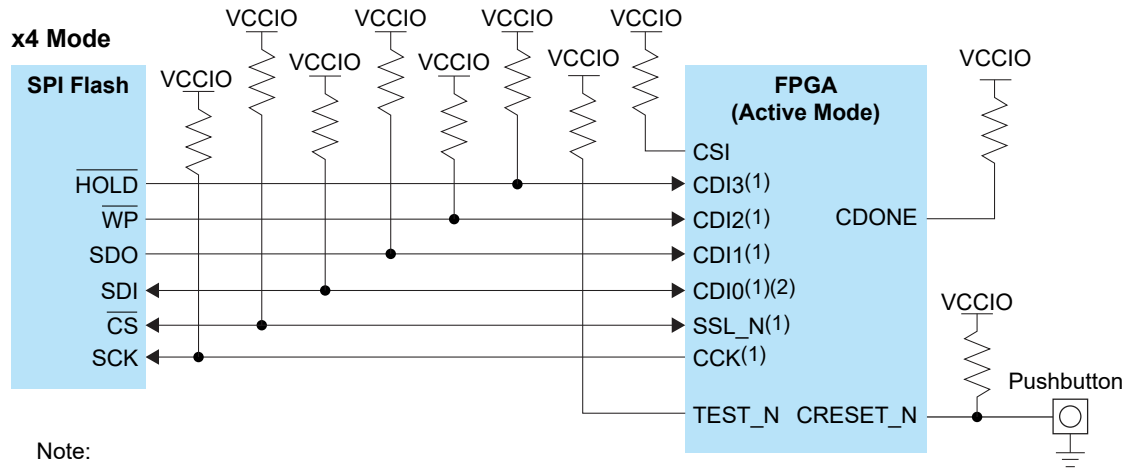 x4 Mode
VCCIO
VCCIO
VCCIO
VCCIO
VCCIO
VCCIO
VCCIO
VCCIO
VCCIO
SPI Flash
FPGA
(Active Mode)
CSI
HOLD
CDI3(1)
WP
CDI2(1)
CDONE
SDO
CDI1(1)
SDI
CDI0(1)(2)
VCCIO
CS
SSL_N(1)
SCK
CCK(1)
Pushbutton
TEST_N
CRESET_N
Note: